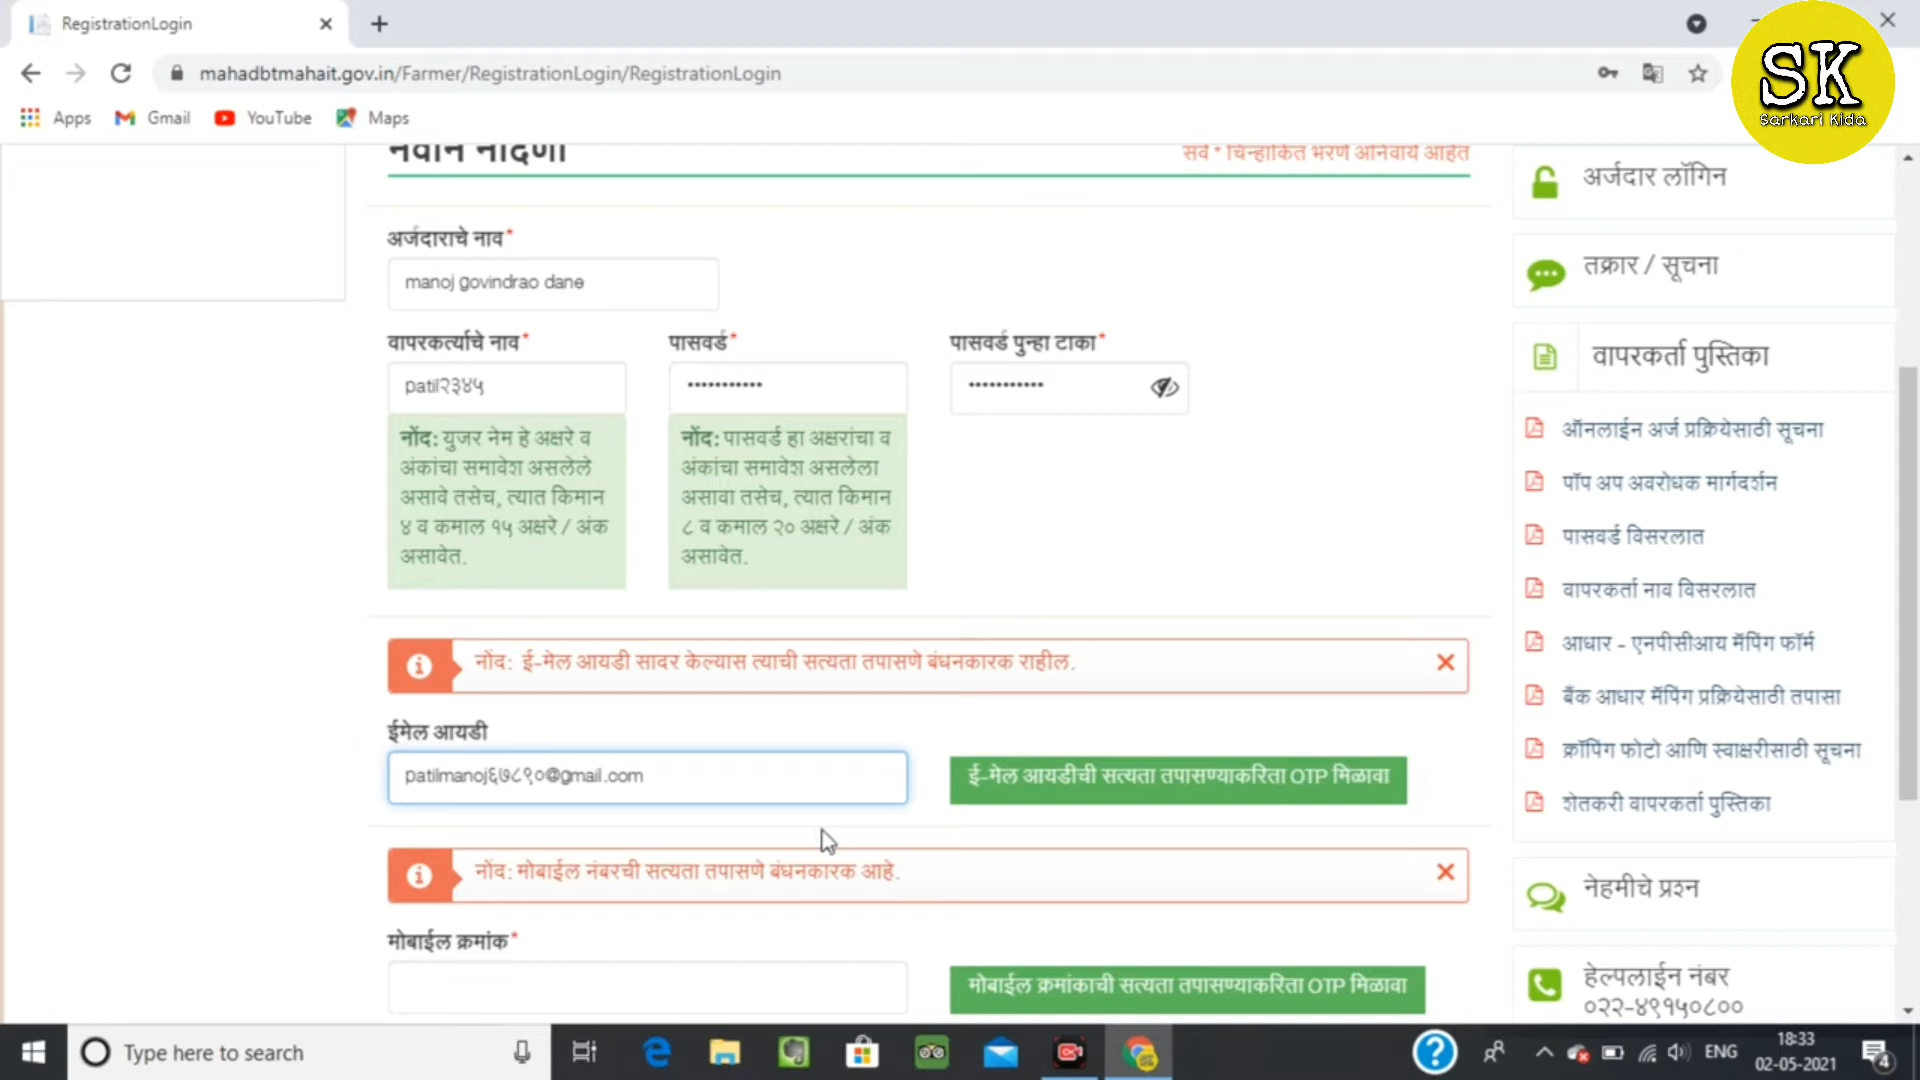 RegistrationLogin
mahadbtmahait.gov.in/Farmer/RegistrationLogin/RegistrationLogin
SK
Sarkari Kida
Apps Gmail YouTube Maps
नवीन नोंदणी
सर्व * चिन्हांकित भरणे अनिवार्य आहेत
अर्जदाराचे नाव*
manoj govindrao dane
वापरकर्त्याचे नाव* पासवर्ड* पासवर्ड पुन्हा टाका*
patil२३४५ ••••••••••• •••••••••••
नोंद: युजर नेम हे अक्षरे व
अंकांचा समावेश असलेले
असावे तसेच, त्यात किमान
४ व कमाल १५ अक्षरे / अंक
असावेत.
नोंद: पासवर्ड हा अक्षरांचा व
अंकांचा समावेश असलेला
असावा तसेच, त्यात किमान
८ व कमाल २० अक्षरे / अंक
असावेत.
नोंद: ई-मेल आयडी सादर केल्यास त्याची सत्यता तपासणे बंधनकारक राहील.
ईमेल आयडी
patilmanoj६७८९०@gmail.com
ई-मेल आयडीची सत्यता तपासण्याकरिता OTP मिळावा
नोंद: मोबाईल नंबरची सत्यता तपासणे बंधनकारक आहे.
मोबाईल क्रमांक*
मोबाईल क्रमांकाची सत्यता तपासण्याकरिता OTP मिळावा
अर्जदार लॉगिन
तक्रार / सूचना
वापरकर्ता पुस्तिका
ऑनलाईन अर्ज प्रक्रियेसाठी सूचना
पॉप अप अवरोधक मार्गदर्शन
पासवर्ड विसरलात
वापरकर्ता नाव विसरलात
आधार - एनपीसीआय मॅपिंग फॉर्म
बँक आधार मॅपिंग प्रक्रियेसाठी तपासा
क्रॉपिंग फोटो आणि स्वाक्षरीसाठी सूचना
शेतकरी वापरकर्ता पुस्तिका
नेहमीचे प्रश्न
हेल्पलाईन नंबर
०२२-४९१५०८००
Type here to search
ENG
18:33
02-05-2021
4